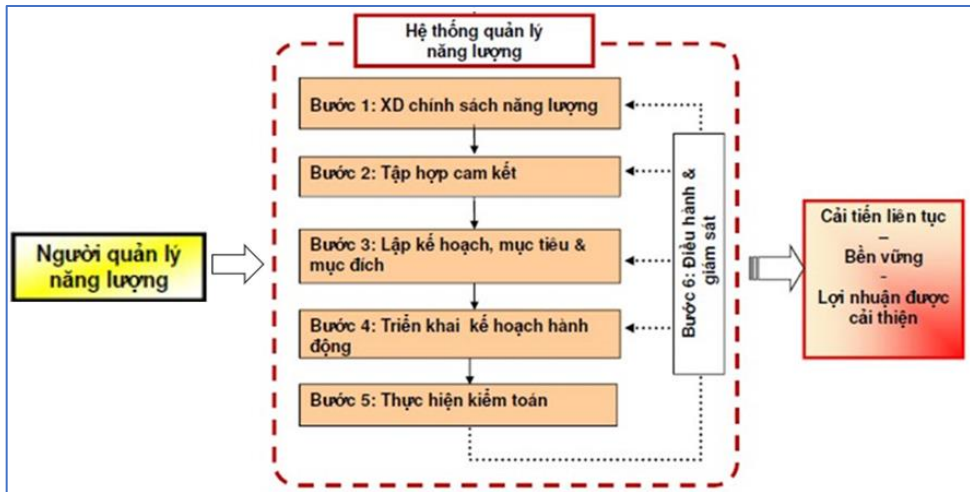 Hệ thống quản lý
năng lượng
Bước 1: XD chính sách năng lượng
Bước 2: Tập hợp cam kết
Bước 3: Lập kế hoạch, mục tiêu &
mục đích
Bước 4: Triển khai kế hoạch hành
động
Bước 5: Thực hiện kiểm toán
Bước 6: Điều hành &
giám sát
Người quản lý
năng lượng
Cải tiến liên tục
–
Bền vững
-
Lợi nhuận được
cải thiện